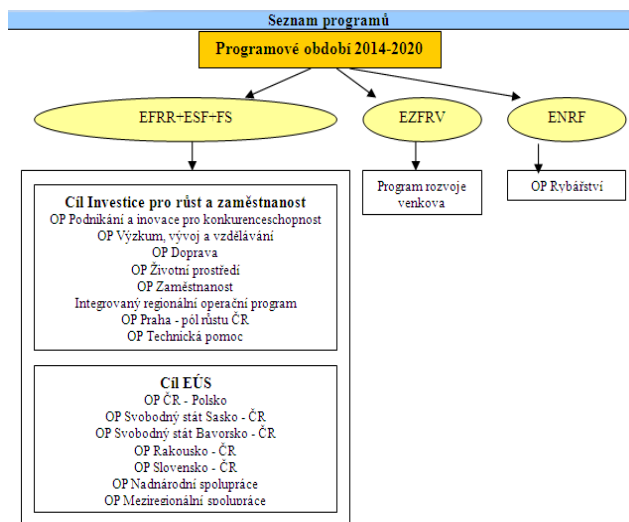 Seznam programů
Programové období 2014-2020
EFRR+ESF+FS
EZFRV
ENRF
Cíl Investice pro růst a zaměstnanost
OP Podnikání a inovace pro konkurenceschopnost
OP Výzkum, vývoj a vzdělávání
OP Doprava
OP Životní prostředí
OP Zaměstnanost
Integrovaný regionální operační program
OP Praha - pól růstu ČR
OP Technická pomoc
Program rozvoje
venkova
OP Rybářství
Cíl EÚS
OP ČR - Polsko
OP Svobodný stát Sasko - ČR
OP Svobodný stát Bavorsko - ČR
OP Rakousko - ČR
OP Slovensko - ČR
OP Nadnárodní spolupráce
OP Meziregionální spolupráce